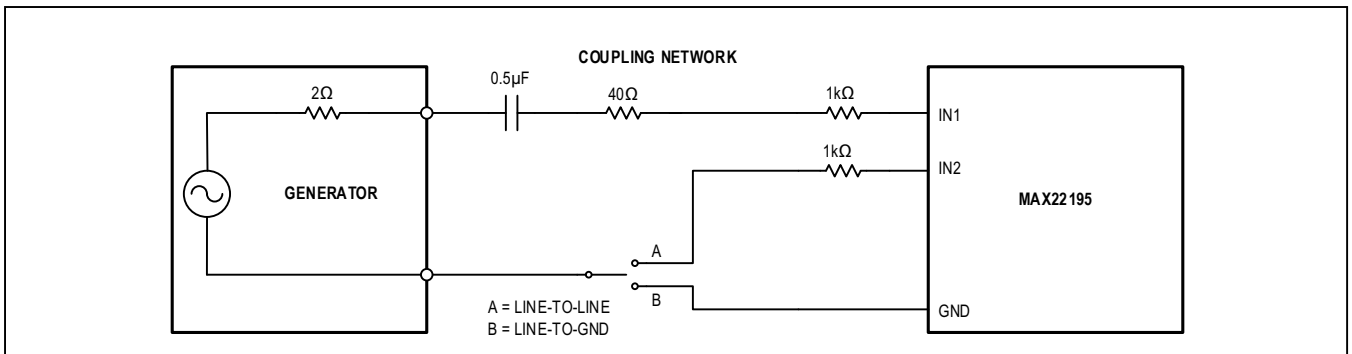 COUPLING NETWORK
0.5µF
2Ω
40Ω
1kΩ
IN1
1kΩ
IN2
GENERATOR
MAX22195
A
B
A = LINE-TO-LINE
B = LINE-TO-GND
GND